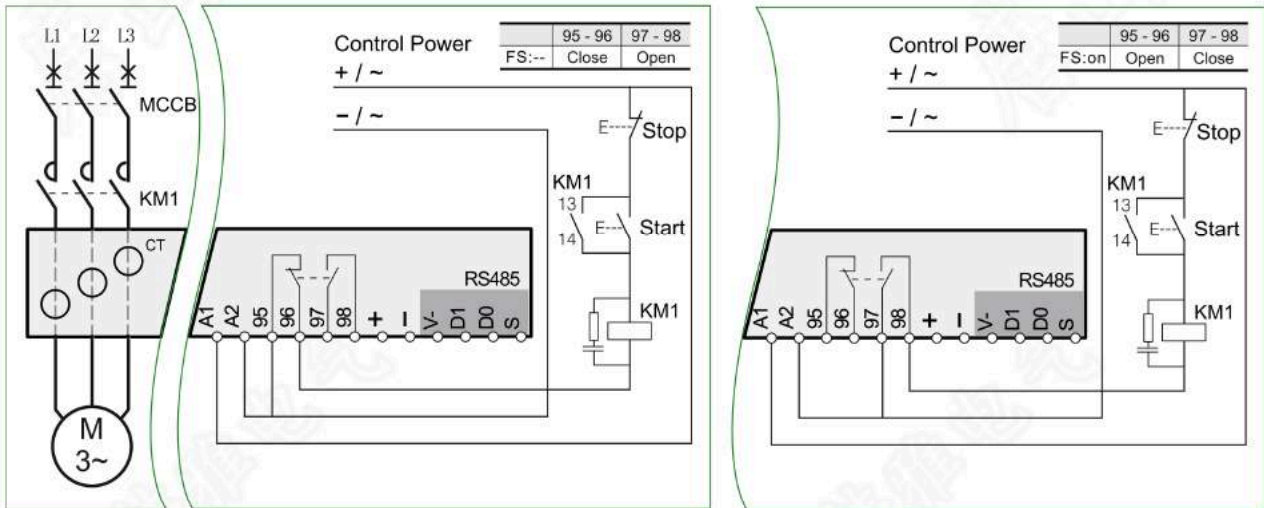 L1 L2 L3
MCCB
KM1
CT
M
3~
Control Power
+ / ~
− / ~
95 - 96 97 - 98
FS:-- Close Open
E Stop
KM1
13
14
E Start
KM1
RS485
A1 A2 95 96 97 98 + − V- D1 D0 S
Control Power
+ / ~
− / ~
95 - 96 97 - 98
FS:on Open Close
E Stop
KM1
13
14
E Start
KM1
RS485
A1 A2 95 96 97 98 + − V- D1 D0 S